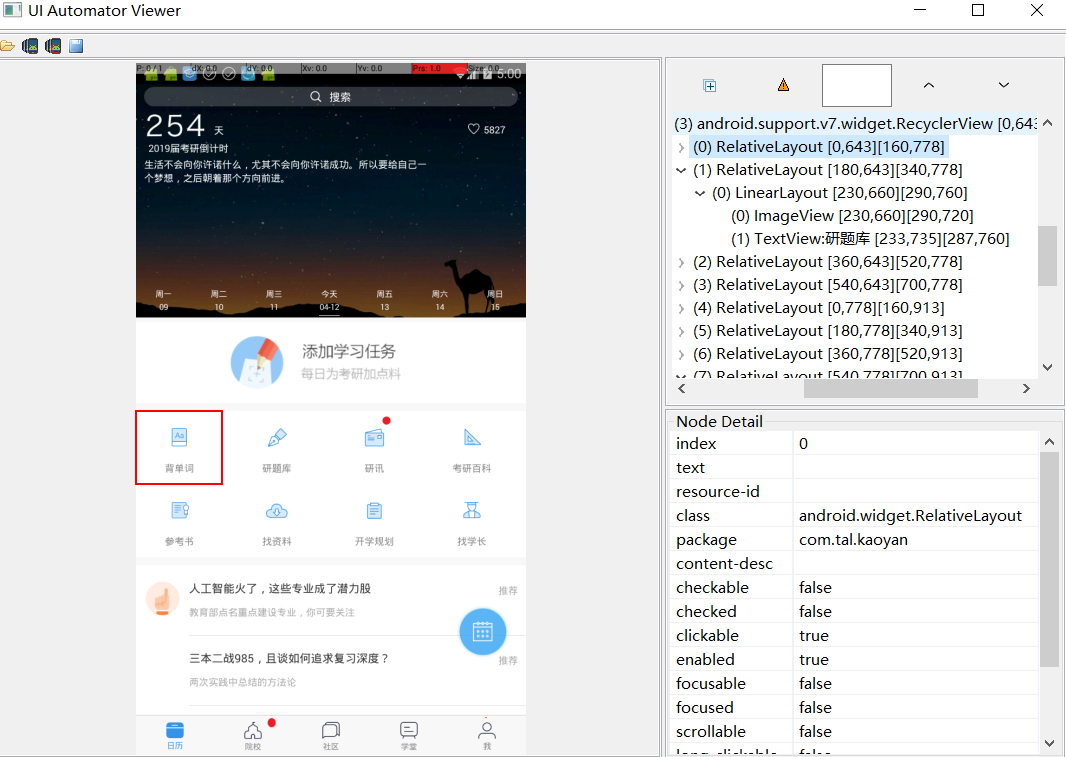 UI Automator Viewer
P: 0 / 1 dX: 0.0 dY: 0.0 Xv: 0.0 Yv: 0.0 Prs: 1.0 Size: 0.0
5:00
搜索
254 天
5827
2019届考研倒计时
生活不会向你许诺什么，尤其不会向你许诺成功。所以要给自己一
个梦想，之后朝着那个方向前进。
周一 周二 周三 今天 周五 周六 周日
09 10 11 04-12 13 14 15
添加学习任务
每日为考研加点料
Aa
背单词 研题库 研讯 考研百科
参考书 找资料 开学规划 找学长
人工智能火了，这些专业成了潜力股
推荐
教育部点名重点建设专业，你可要关注
三本二战985，且谈如何追求复习深度？
推荐
两次实践中总结的方法论
日历 院校 社区 学堂 我
(3) android.support.v7.widget.RecyclerView [0,643
(0) RelativeLayout [0,643][160,778]
(1) RelativeLayout [180,643][340,778]
(0) LinearLayout [230,660][290,760]
(0) ImageView [230,660][290,720]
(1) TextView:研题库 [233,735][287,760]
(2) RelativeLayout [360,643][520,778]
(3) RelativeLayout [540,643][700,778]
(4) RelativeLayout [0,778][160,913]
(5) RelativeLayout [180,778][340,913]
(6) RelativeLayout [360,778][520,913]
(7) RelativeLayout [540,778][700,913]
Node Detail
index 0
text
resource-id
class android.widget.RelativeLayout
package com.tal.kaoyan
content-desc
checkable false
checked false
clickable true
enabled true
focusable false
focused false
scrollable false
long-clickable false